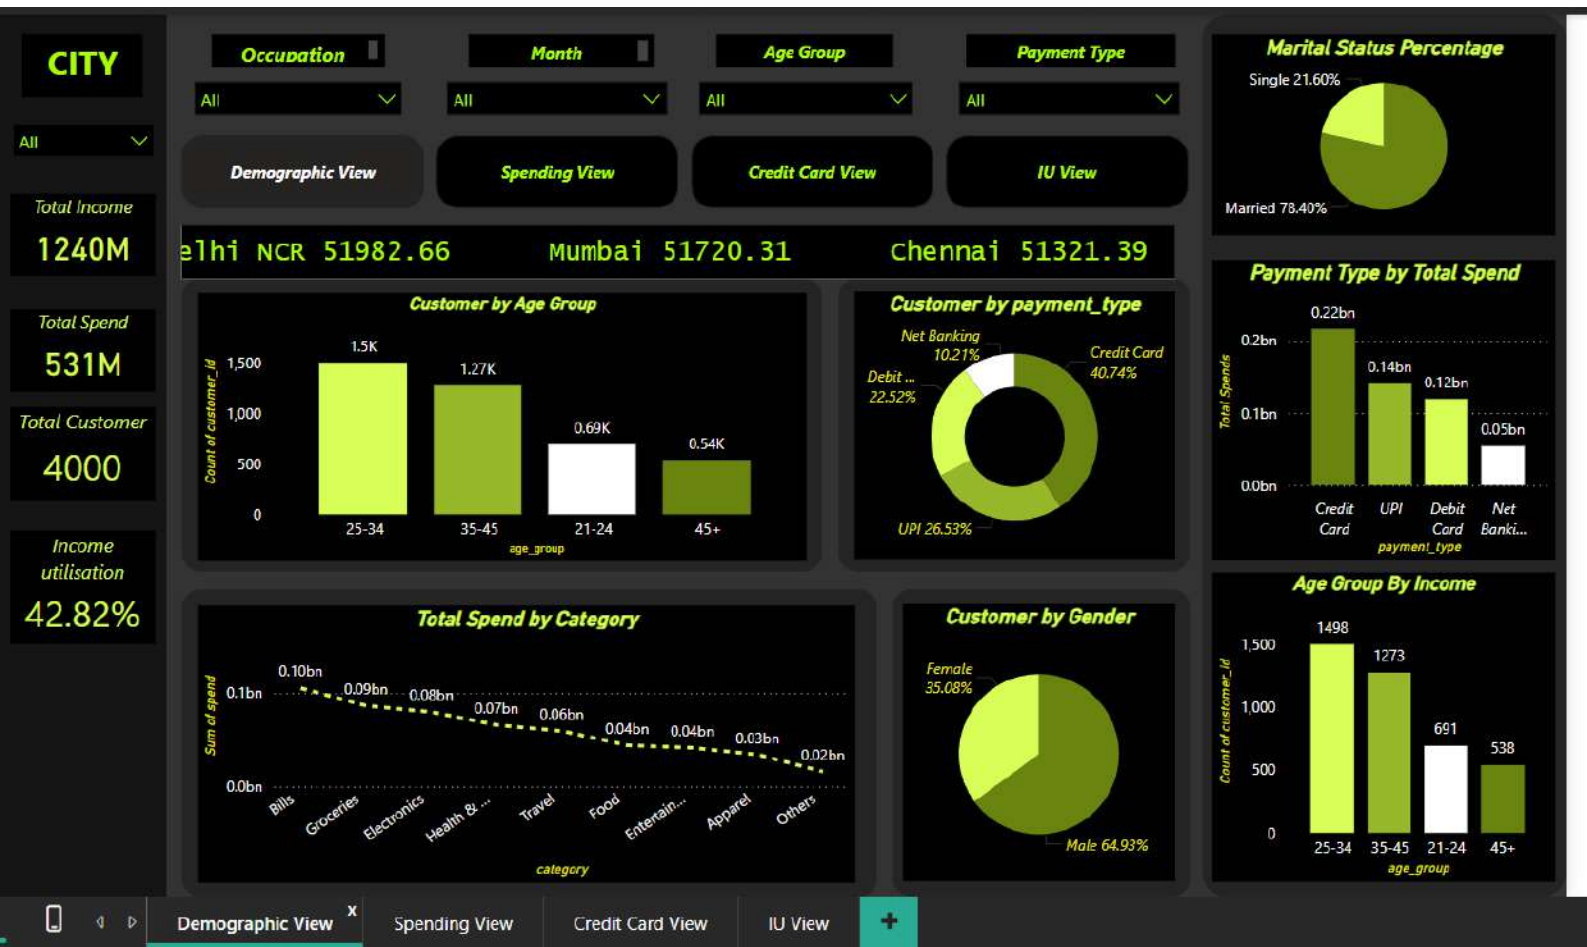 CITY
All
Total Income
1240M
Total Spend
531M
Total Customer
4000
Income
utilisation
42.82%
Occupation
Month
Age Group
Payment Type
All
All
All
All
Demographic View
Spending View
Credit Card View
IU View
elhi NCR 51982.66 Mumbai 51720.31 Chennai 51321.39
Customer by Age Group
Count of customer_id
1,500
1,000
500
0
1.5K
1.27K
0.69K
0.54K
25-34
35-45
21-24
45+
age_group
Customer by payment_type
Net Banking
10.21%
Credit Card
40.74%
Debit ...
22.52%
UPI 26.53%
Total Spend by Category
Sum of spend
0.1bn
0.0bn
0.10bn
0.09bn
0.08bn
0.07bn
0.06bn
0.04bn
0.04bn
0.03bn
0.02bn
Bills
Groceries
Electronics
Health & ...
Travel
Food
Entertain...
Apparel
Others
category
Customer by Gender
Female
35.08%
Male 64.93%
Marital Status Percentage
Single 21.60%
Married 78.40%
Payment Type by Total Spend
Total Spends
0.2bn
0.1bn
0.0bn
0.22bn
0.14bn
0.12bn
0.05bn
Credit
Card
UPI
Debit
Card
Net
Banki...
payment_type
Age Group By Income
Count of customer_id
1,500
1,000
500
0
1498
1273
691
538
25-34
35-45
21-24
45+
age_group
Demographic View x
Spending View
Credit Card View
IU View
+